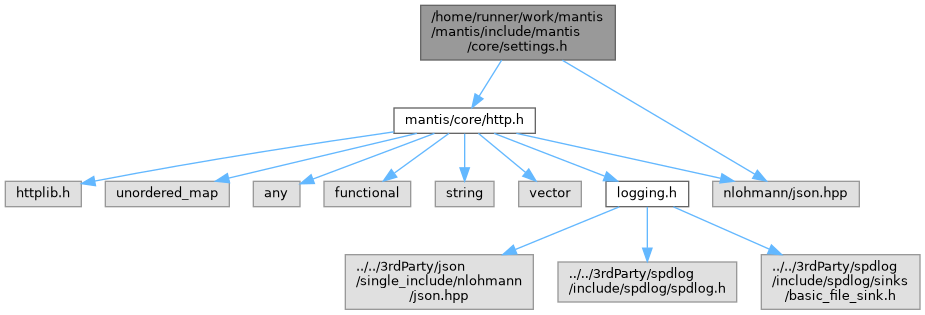 /home/runner/work/mantis
/mantis/include/mantis
/core/settings.h
mantis/core/http.h
httplib.h
unordered_map
any
functional
string
vector
logging.h
nlohmann/json.hpp
../../3rdParty/json
/single_include/nlohmann
/json.hpp
../../3rdParty/spdlog
/include/spdlog/spdlog.h
../../3rdParty/spdlog
/include/spdlog/sinks
/basic_file_sink.h